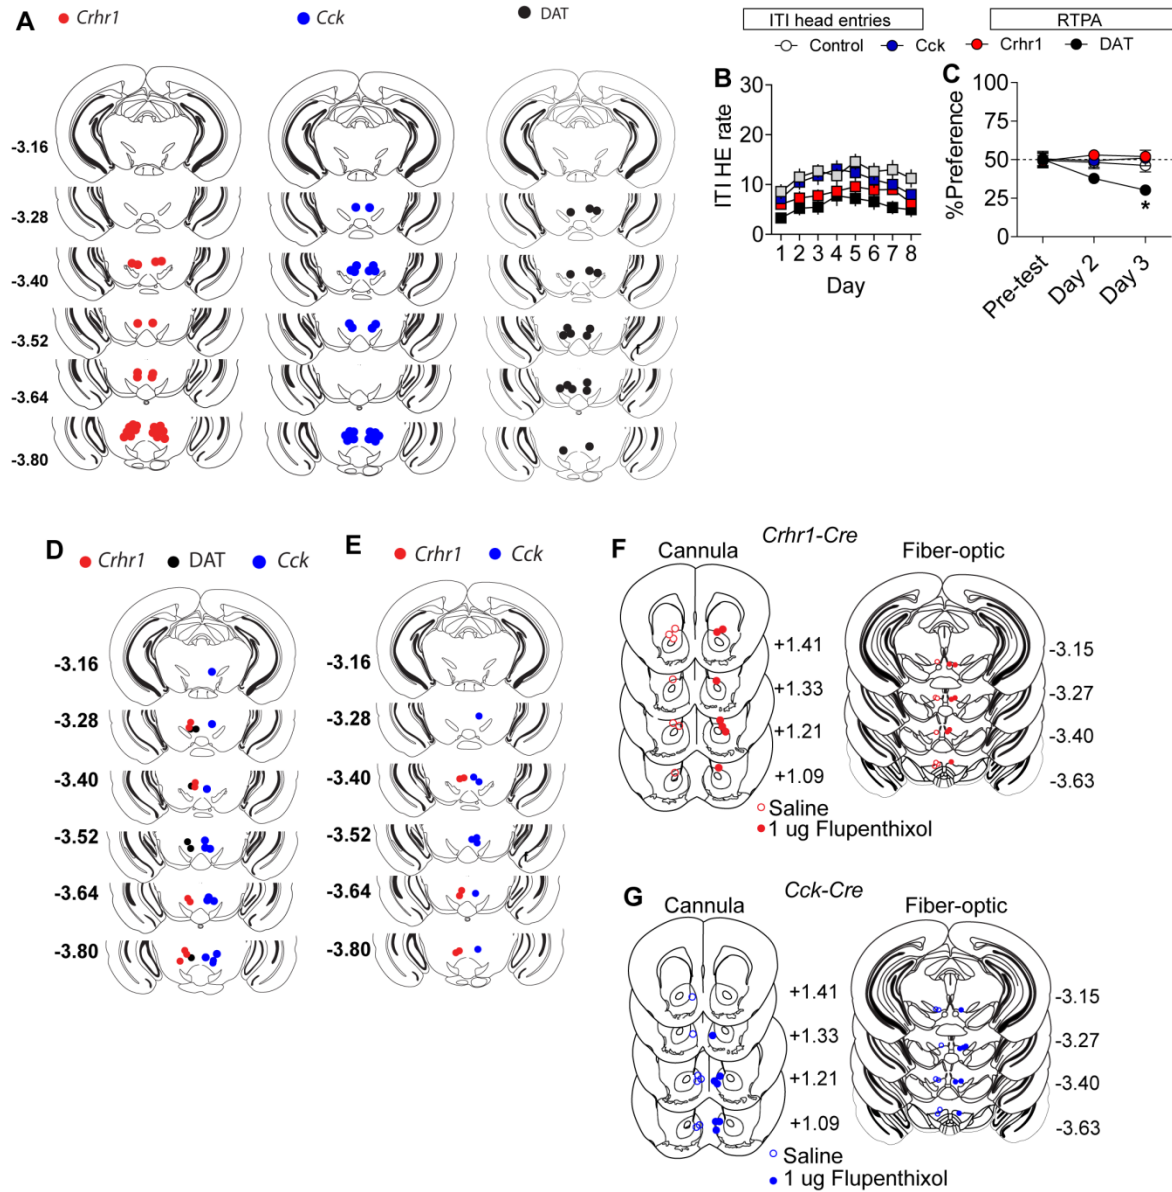 A
Crhr1
Cck
DAT
-3.16
-3.28
-3.40
-3.52
-3.64
-3.80
ITI head entries
RTPA
Control
Cck
Crhr1
DAT
B
30
20
10
0
ITI HE rate
1 2 3 4 5 6 7 8
Day
C
100
75
50
25
0
%Preference
*
Pre-test
Day 2
Day 3
D
Crhr1
DAT
Cck
-3.16
-3.28
-3.40
-3.52
-3.64
-3.80
E
Crhr1
Cck
-3.16
-3.28
-3.40
-3.52
-3.64
-3.80
F
Crhr1-Cre
Cannula
Fiber-optic
+1.41
+1.33
+1.21
+1.09
-3.15
-3.27
-3.40
-3.63
Saline
1 ug Flupenthixol
G
Cck-Cre
Cannula
Fiber-optic
+1.41
+1.33
+1.21
+1.09
-3.15
-3.27
-3.40
-3.63
Saline
1 ug Flupenthixol